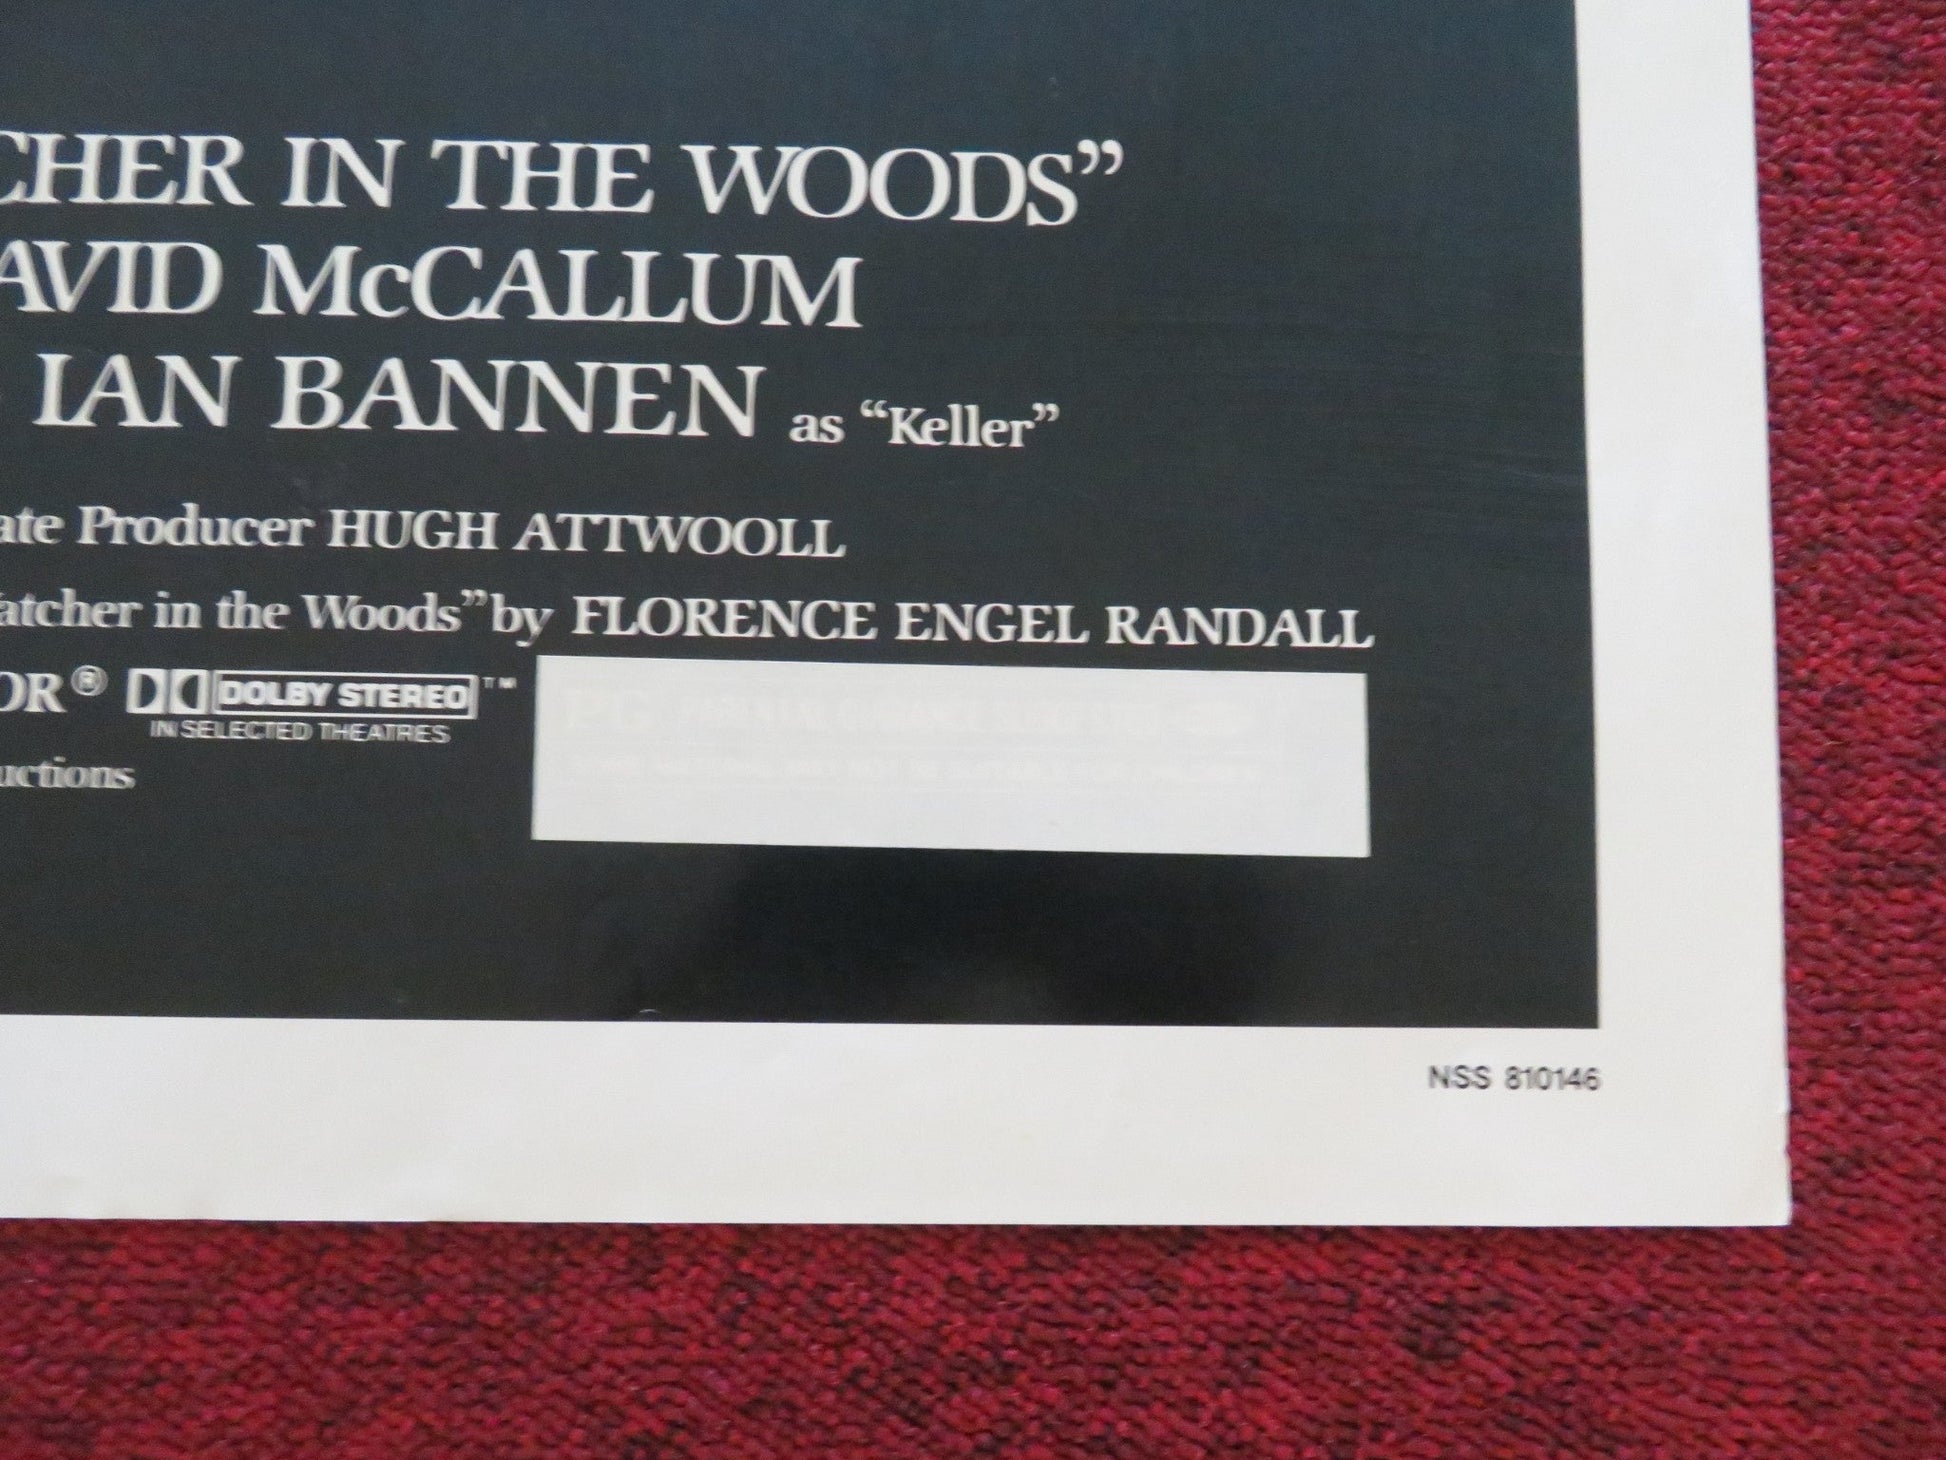 CHER IN THE WOODS”
AVID McCALLUM
IAN BANNEN as “Keller”
ate Producer HUGH ATTWOOLL
atcher in the Woods” by FLORENCE ENGEL RANDALL
OR® DOLBY STEREO™
IN SELECTED THEATRES
PG
uctions
NSS 810146